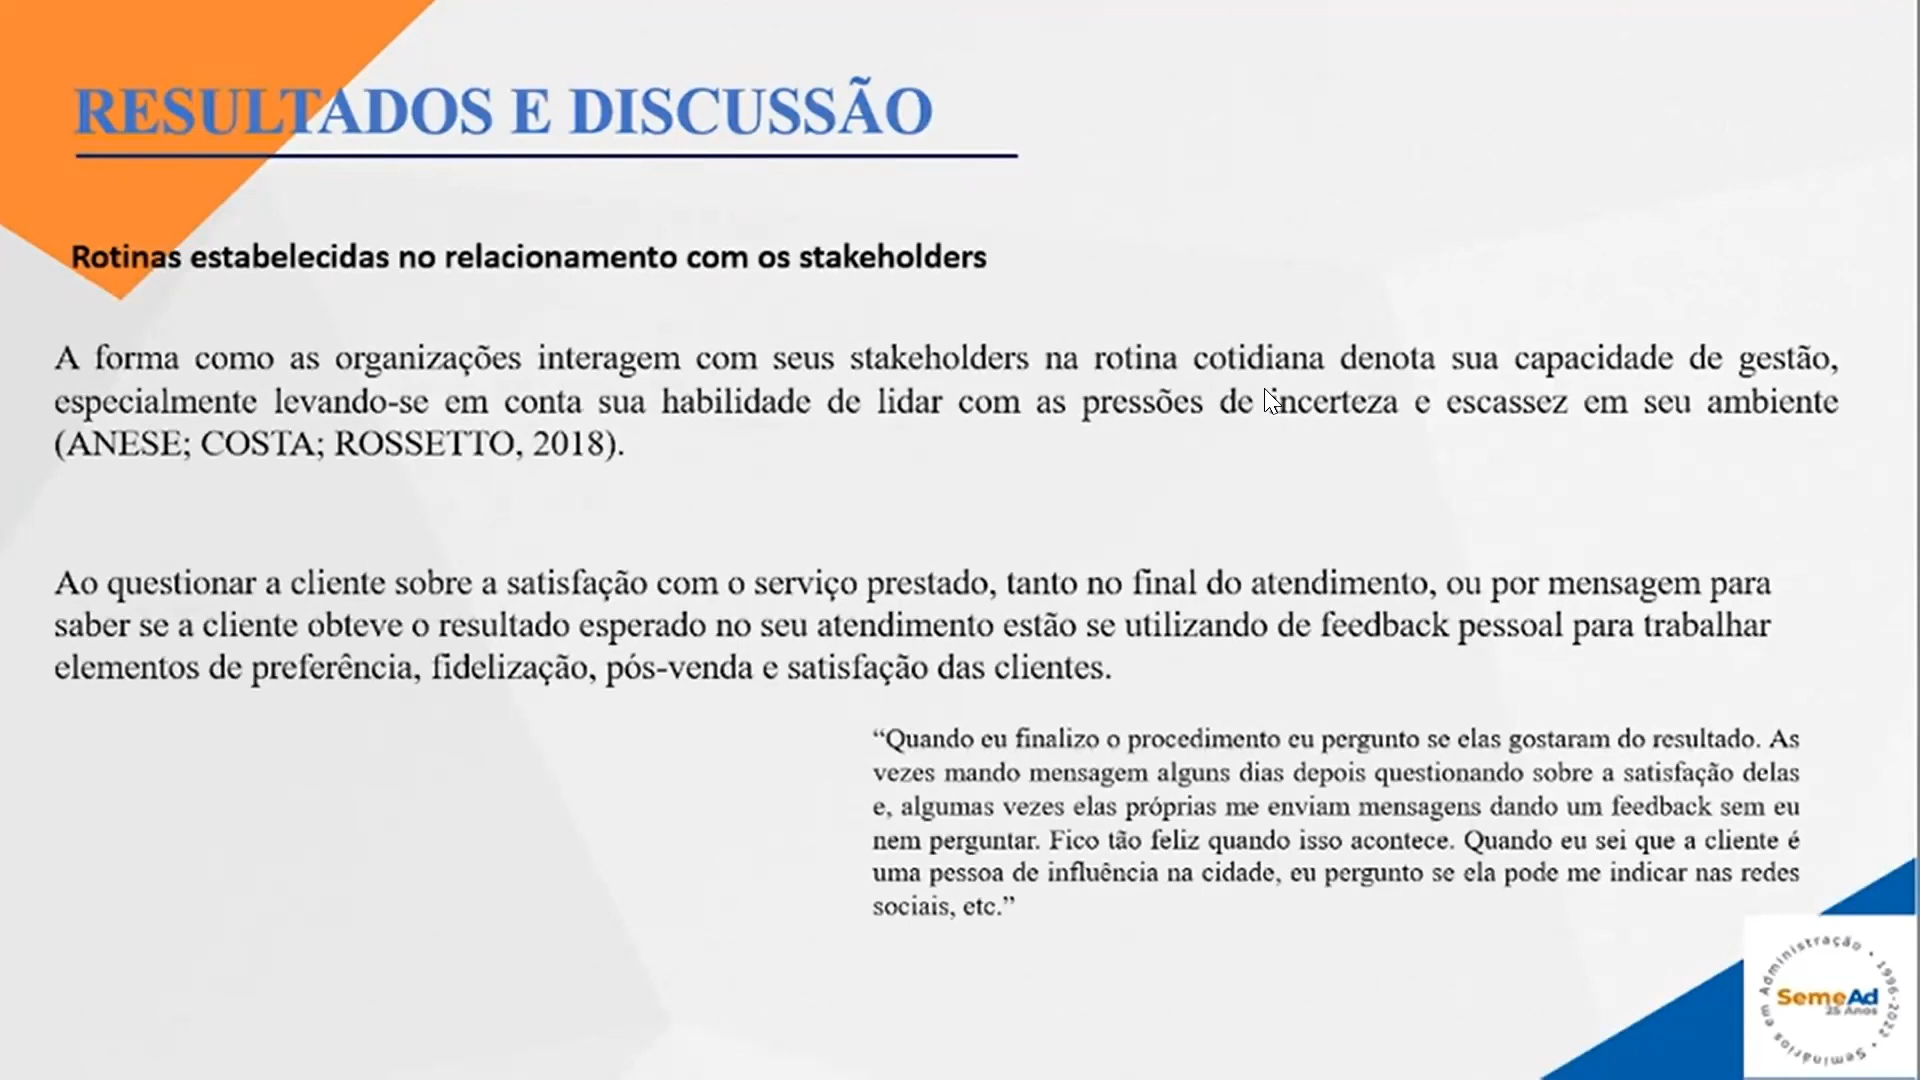 RESULTADOS E DISCUSSÃO
Rotinas estabelecidas no relacionamento com os stakeholders
A forma como as organizações interagem com seus stakeholders na rotina cotidiana denota sua capacidade de gestão,
especialmente levando-se em conta sua habilidade de lidar com as pressões de incerteza e escassez em seu ambiente
(ANESE; COSTA; ROSSETTO, 2018).
Ao questionar a cliente sobre a satisfação com o serviço prestado, tanto no final do atendimento, ou por mensagem para
saber se a cliente obteve o resultado esperado no seu atendimento estão se utilizando de feedback pessoal para trabalhar
elementos de preferência, fidelização, pós-venda e satisfação das clientes.
“Quando eu finalizo o procedimento eu pergunto se elas gostaram do resultado. As
vezes mando mensagem alguns dias depois questionando sobre a satisfação delas
e, algumas vezes elas próprias me enviam mensagens dando um feedback sem eu
nem perguntar. Fico tão feliz quando isso acontece. Quando eu sei que a cliente é
uma pessoa de influência na cidade, eu pergunto se ela pode me indicar nas redes
sociais, etc.”
Seminários em Administração • 1996-2022 •
SemeAd
25 Anos